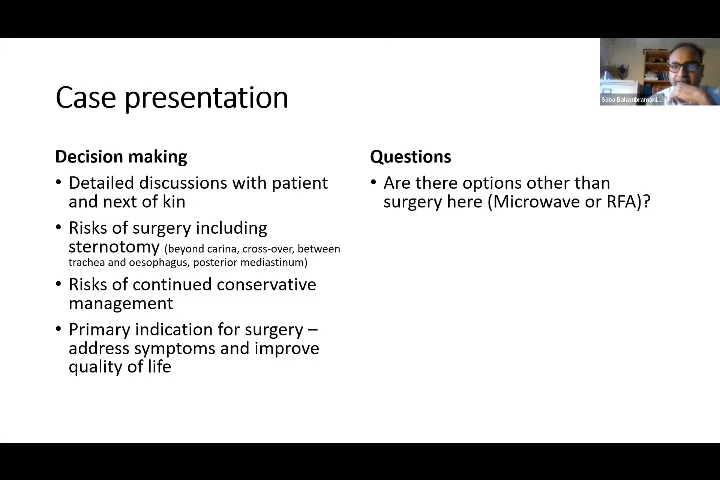 Case presentation
Decision making
• Detailed discussions with patient
and next of kin
• Risks of surgery including
sternotomy (beyond carina, cross-over, between
trachea and oesophagus, posterior mediastinum)
• Risks of continued conservative
management
• Primary indication for surgery –
address symptoms and improve
quality of life
Questions
• Are there options other than
surgery here (Microwave or RFA)?